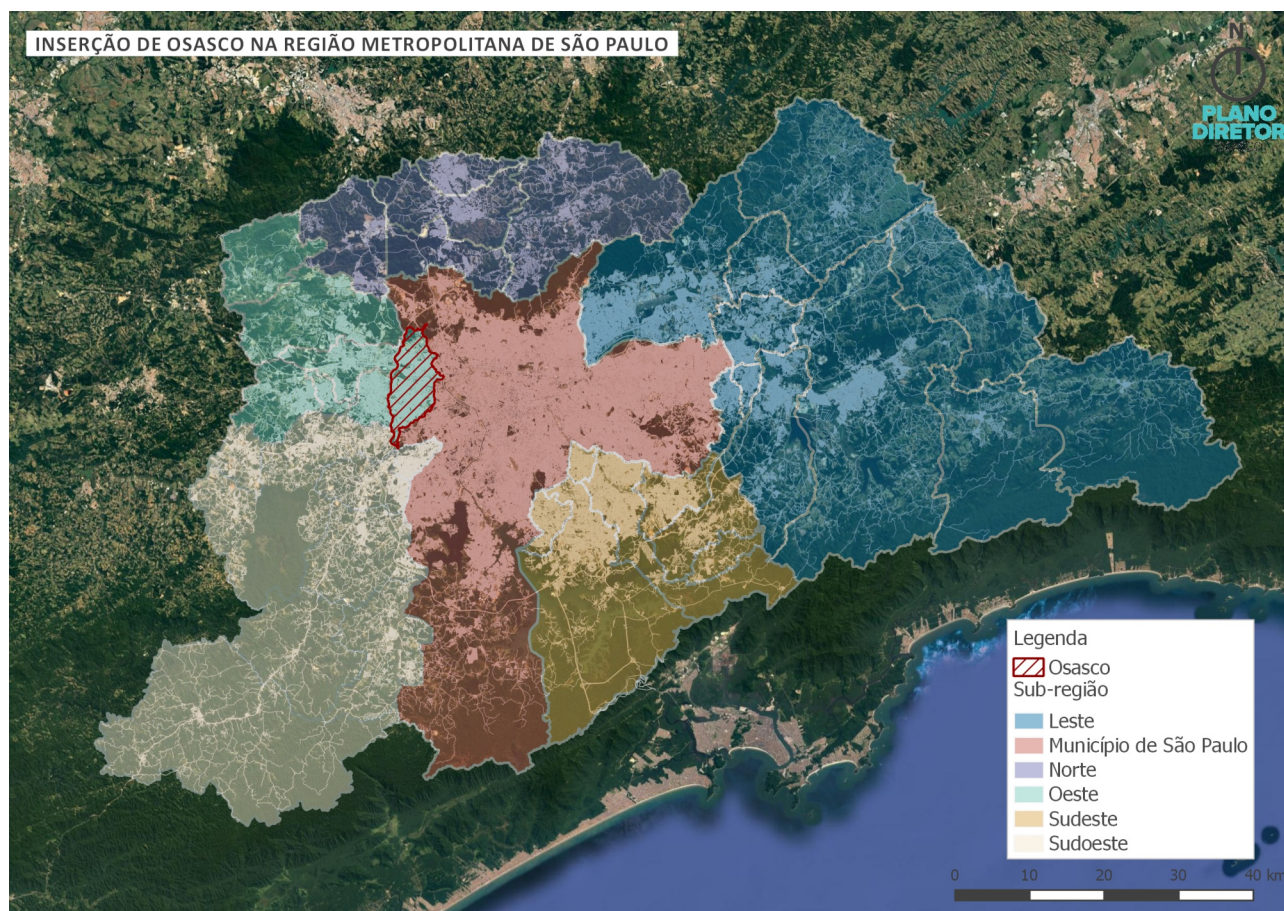 INSERÇÃO DE OSASCO NA REGIÃO METROPOLITANA DE SÃO PAULO
N
PLANO
DIRETOR
Legenda
Osasco
Sub-região
Leste
Município de São Paulo
Norte
Oeste
Sudeste
Sudoeste
0 10 20 30 40 km